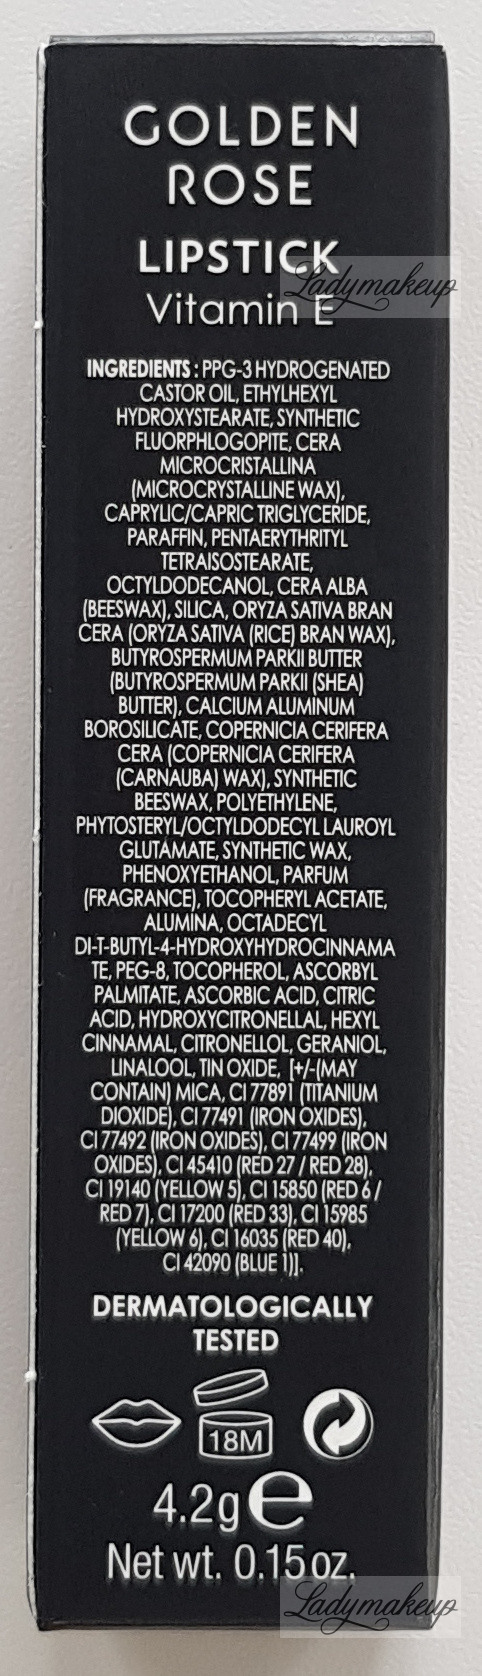 GOLDEN
ROSE
LIPSTICK
Ladymakeup
Vitamin E
INGREDIENTS : PPG-3 HYDROGENATED
CASTOR OIL, ETHYLHEXYL
HYDROXYSTEARATE, SYNTHETIC
FLUORPHLOGOPITE, CERA
MICROCRISTALLINA
(MICROCRYSTALLINE WAX),
CAPRYLIC/CAPRIC TRIGLYCERIDE,
PARAFFIN, PENTAERYTHRITYL
TETRAISOSTEARATE,
OCTYLDODECANOL, CERA ALBA
(BEESWAX), SILICA, ORYZA SATIVA BRAN
CERA (ORYZA SATIVA (RICE) BRAN WAX),
BUTYROSPERMUM PARKII BUTTER
(BUTYROSPERMUM PARKII (SHEA)
BUTTER), CALCIUM ALUMINUM
BOROSILICATE, COPERNICIA CERIFERA
CERA (COPERNICIA CERIFERA
(CARNAUBA) WAX), SYNTHETIC
BEESWAX, POLYETHYLENE,
PHYTOSTERYL/OCTYLDODECYL LAUROYL
GLUTAMATE, SYNTHETIC WAX,
PHENOXYETHANOL, PARFUM
(FRAGRANCE), TOCOPHERYL ACETATE,
ALUMINA, OCTADECYL
DI-T-BUTYL-4-HYDROXYHYDROCINNAMA
TE, PEG-8, TOCOPHEROL, ASCORBYL
PALMITATE, ASCORBIC ACID, CITRIC
ACID, HYDROXYCITRONELLAL, HEXYL
CINNAMAL, CITRONELLOL, GERANIOL,
LINALOOL, TIN OXIDE, [+/-(MAY
CONTAIN) MICA, CI 77891 (TITANIUM
DIOXIDE), CI 77491 (IRON OXIDES),
CI 77492 (IRON OXIDES), CI 77499 (IRON
OXIDES), CI 45410 (RED 27 / RED 28),
CI 19140 (YELLOW 5), CI 15850 (RED 6 /
RED 7), CI 17200 (RED 33), CI 15985
(YELLOW 6), CI 16035 (RED 40),
CI 42090 (BLUE 1)].
DERMATOLOGICALLY
TESTED
18M
4.2g e
Net wt. 0.15 oz.
Ladymakeup